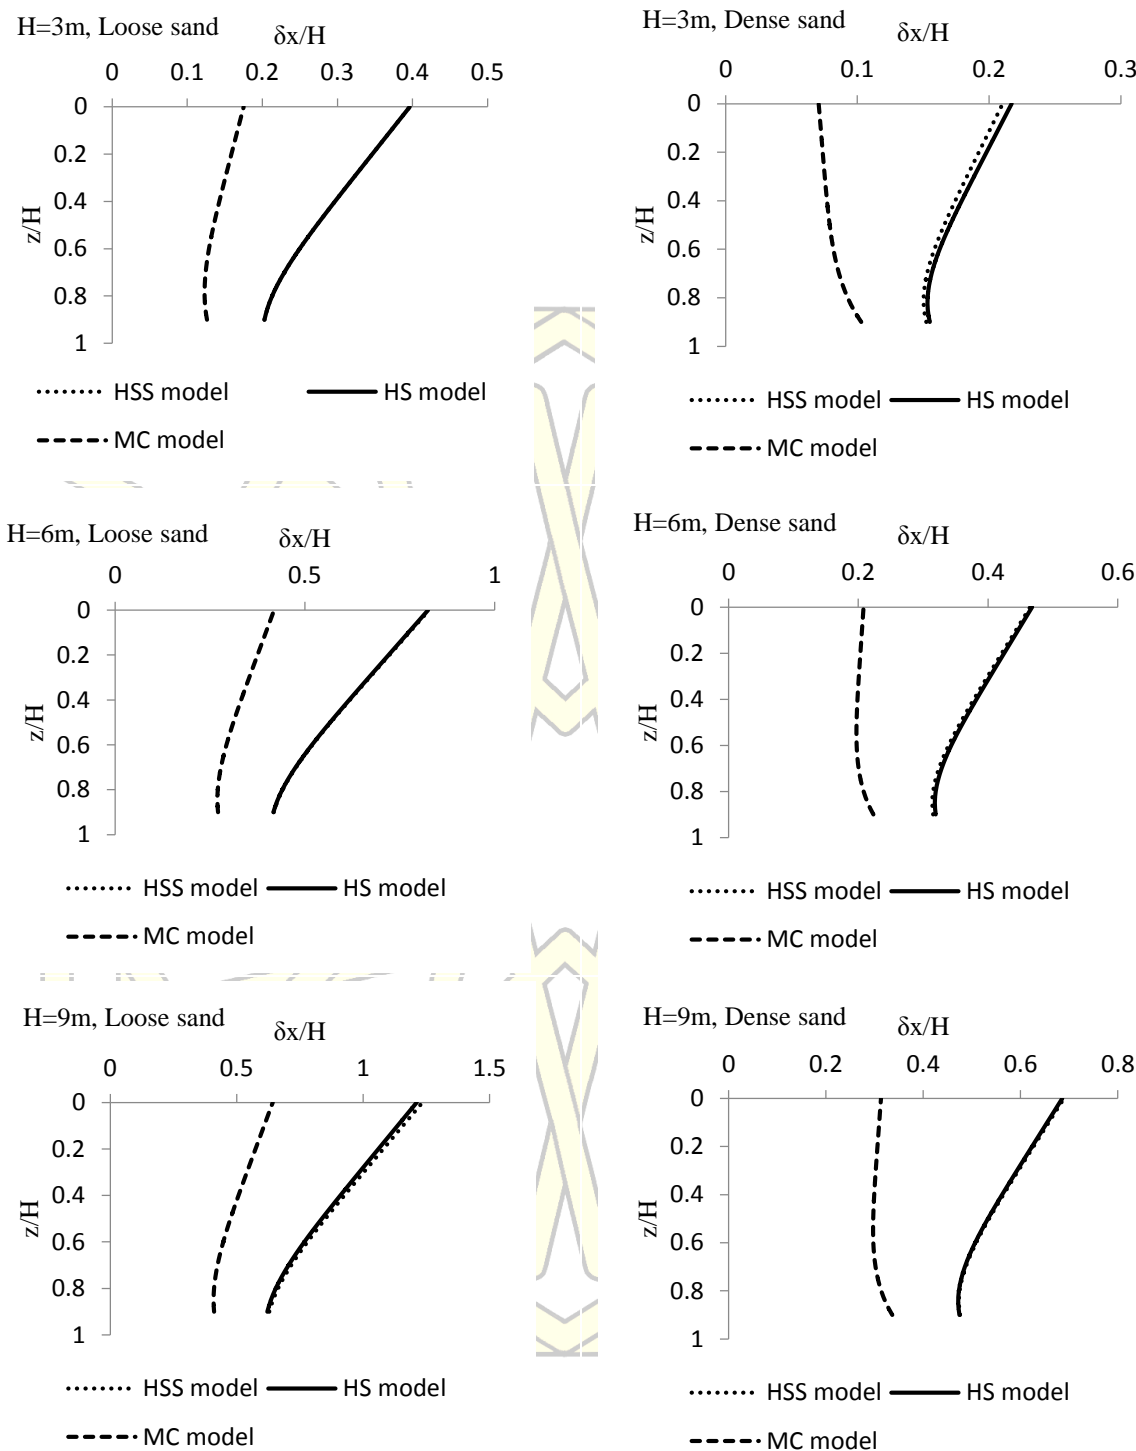 H=3m, Loose sand
δx/H
0 0.1 0.2 0.3 0.4 0.5
0
0.2
0.4
0.6
0.8
1
z/H
HSS model HS model
MC model
H=3m, Dense sand
δx/H
0 0.1 0.2 0.3
0
0.2
0.4
0.6
0.8
1
z/H
HSS model HS model
MC model
H=6m, Loose sand
δx/H
0 0.5 1
0
0.2
0.4
0.6
0.8
1
z/H
HSS model HS model
MC model
H=6m, Dense sand
δx/H
0 0.2 0.4 0.6
0
0.2
0.4
0.6
0.8
1
z/H
HSS model HS model
MC model
H=9m, Loose sand
δx/H
0 0.5 1 1.5
0
0.2
0.4
0.6
0.8
1
z/H
HSS model HS model
MC model
H=9m, Dense sand
δx/H
0 0.2 0.4 0.6 0.8
0
0.2
0.4
0.6
0.8
1
z/H
HSS model HS model
MC model